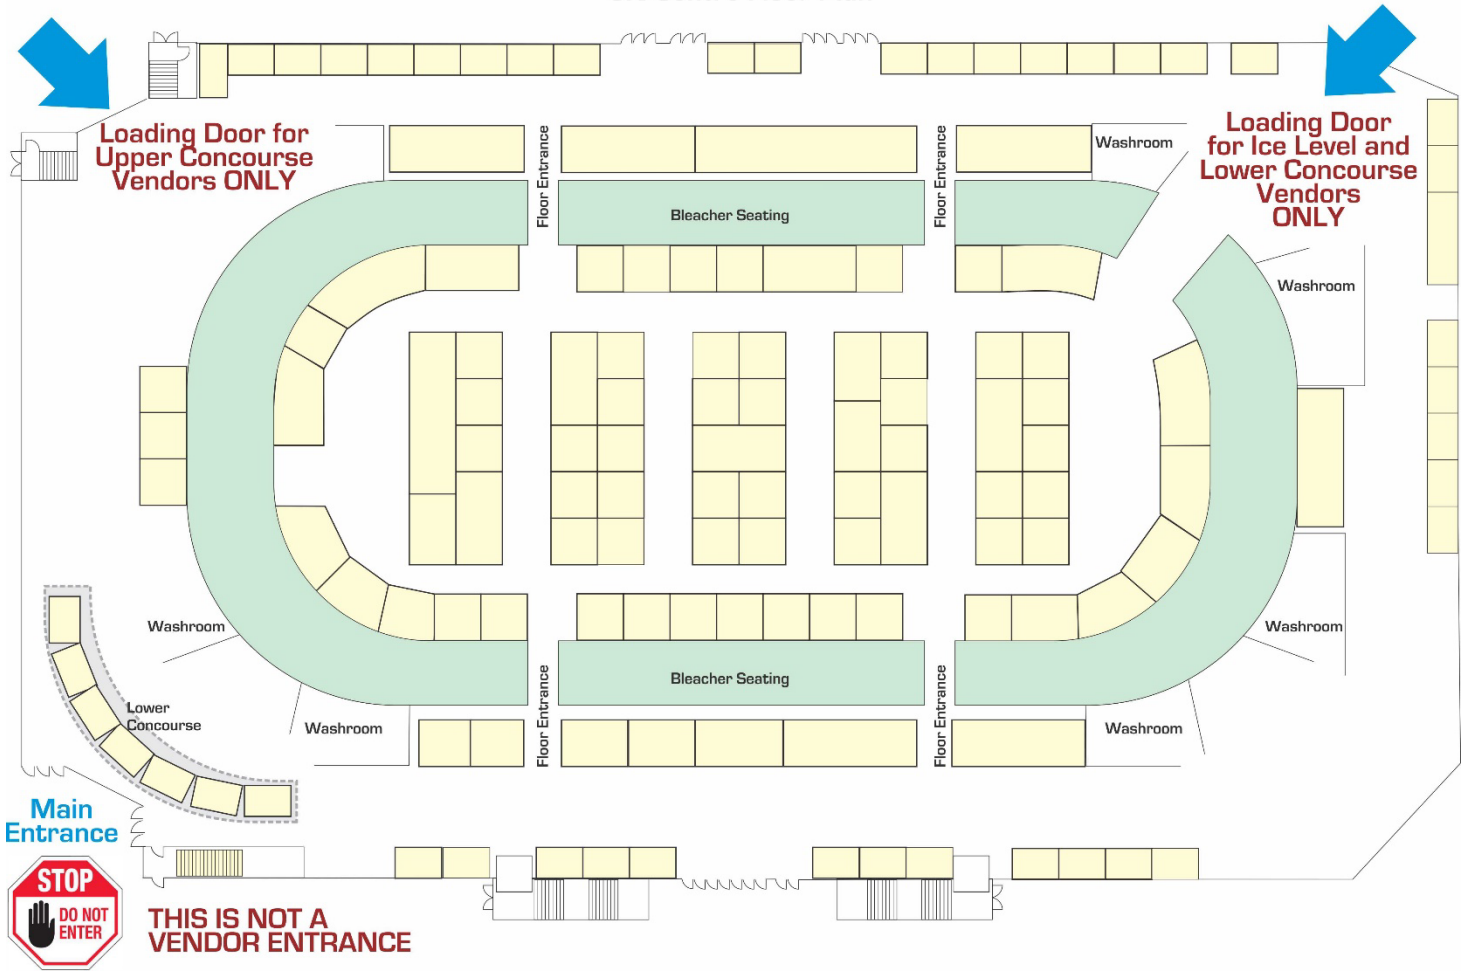 Loading Door for
Upper Concourse
Vendors ONLY
Loading Door
for Ice Level and
Lower Concourse
Vendors
ONLY
Floor Entrance
Floor Entrance
Washroom
Bleacher Seating
Washroom
Washroom
Washroom
Lower
Concourse
Washroom
Bleacher Seating
Floor Entrance
Floor Entrance
Washroom
Main
Entrance
STOP
DO NOT
ENTER
THIS IS NOT A
VENDOR ENTRANCE